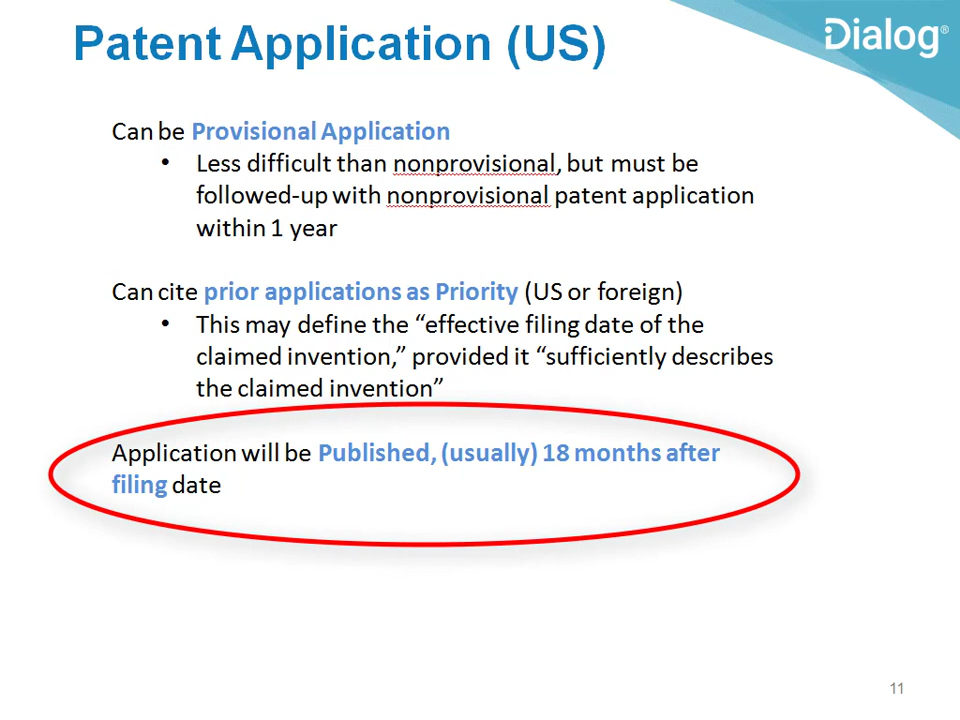 Patent Application (US)
Dialog®
Can be Provisional Application
• Less difficult than nonprovisional, but must be
followed-up with nonprovisional patent application
within 1 year
Can cite prior applications as Priority (US or foreign)
• This may define the “effective filing date of the
claimed invention,” provided it “sufficiently describes
the claimed invention”
Application will be Published, (usually) 18 months after
filing date
11